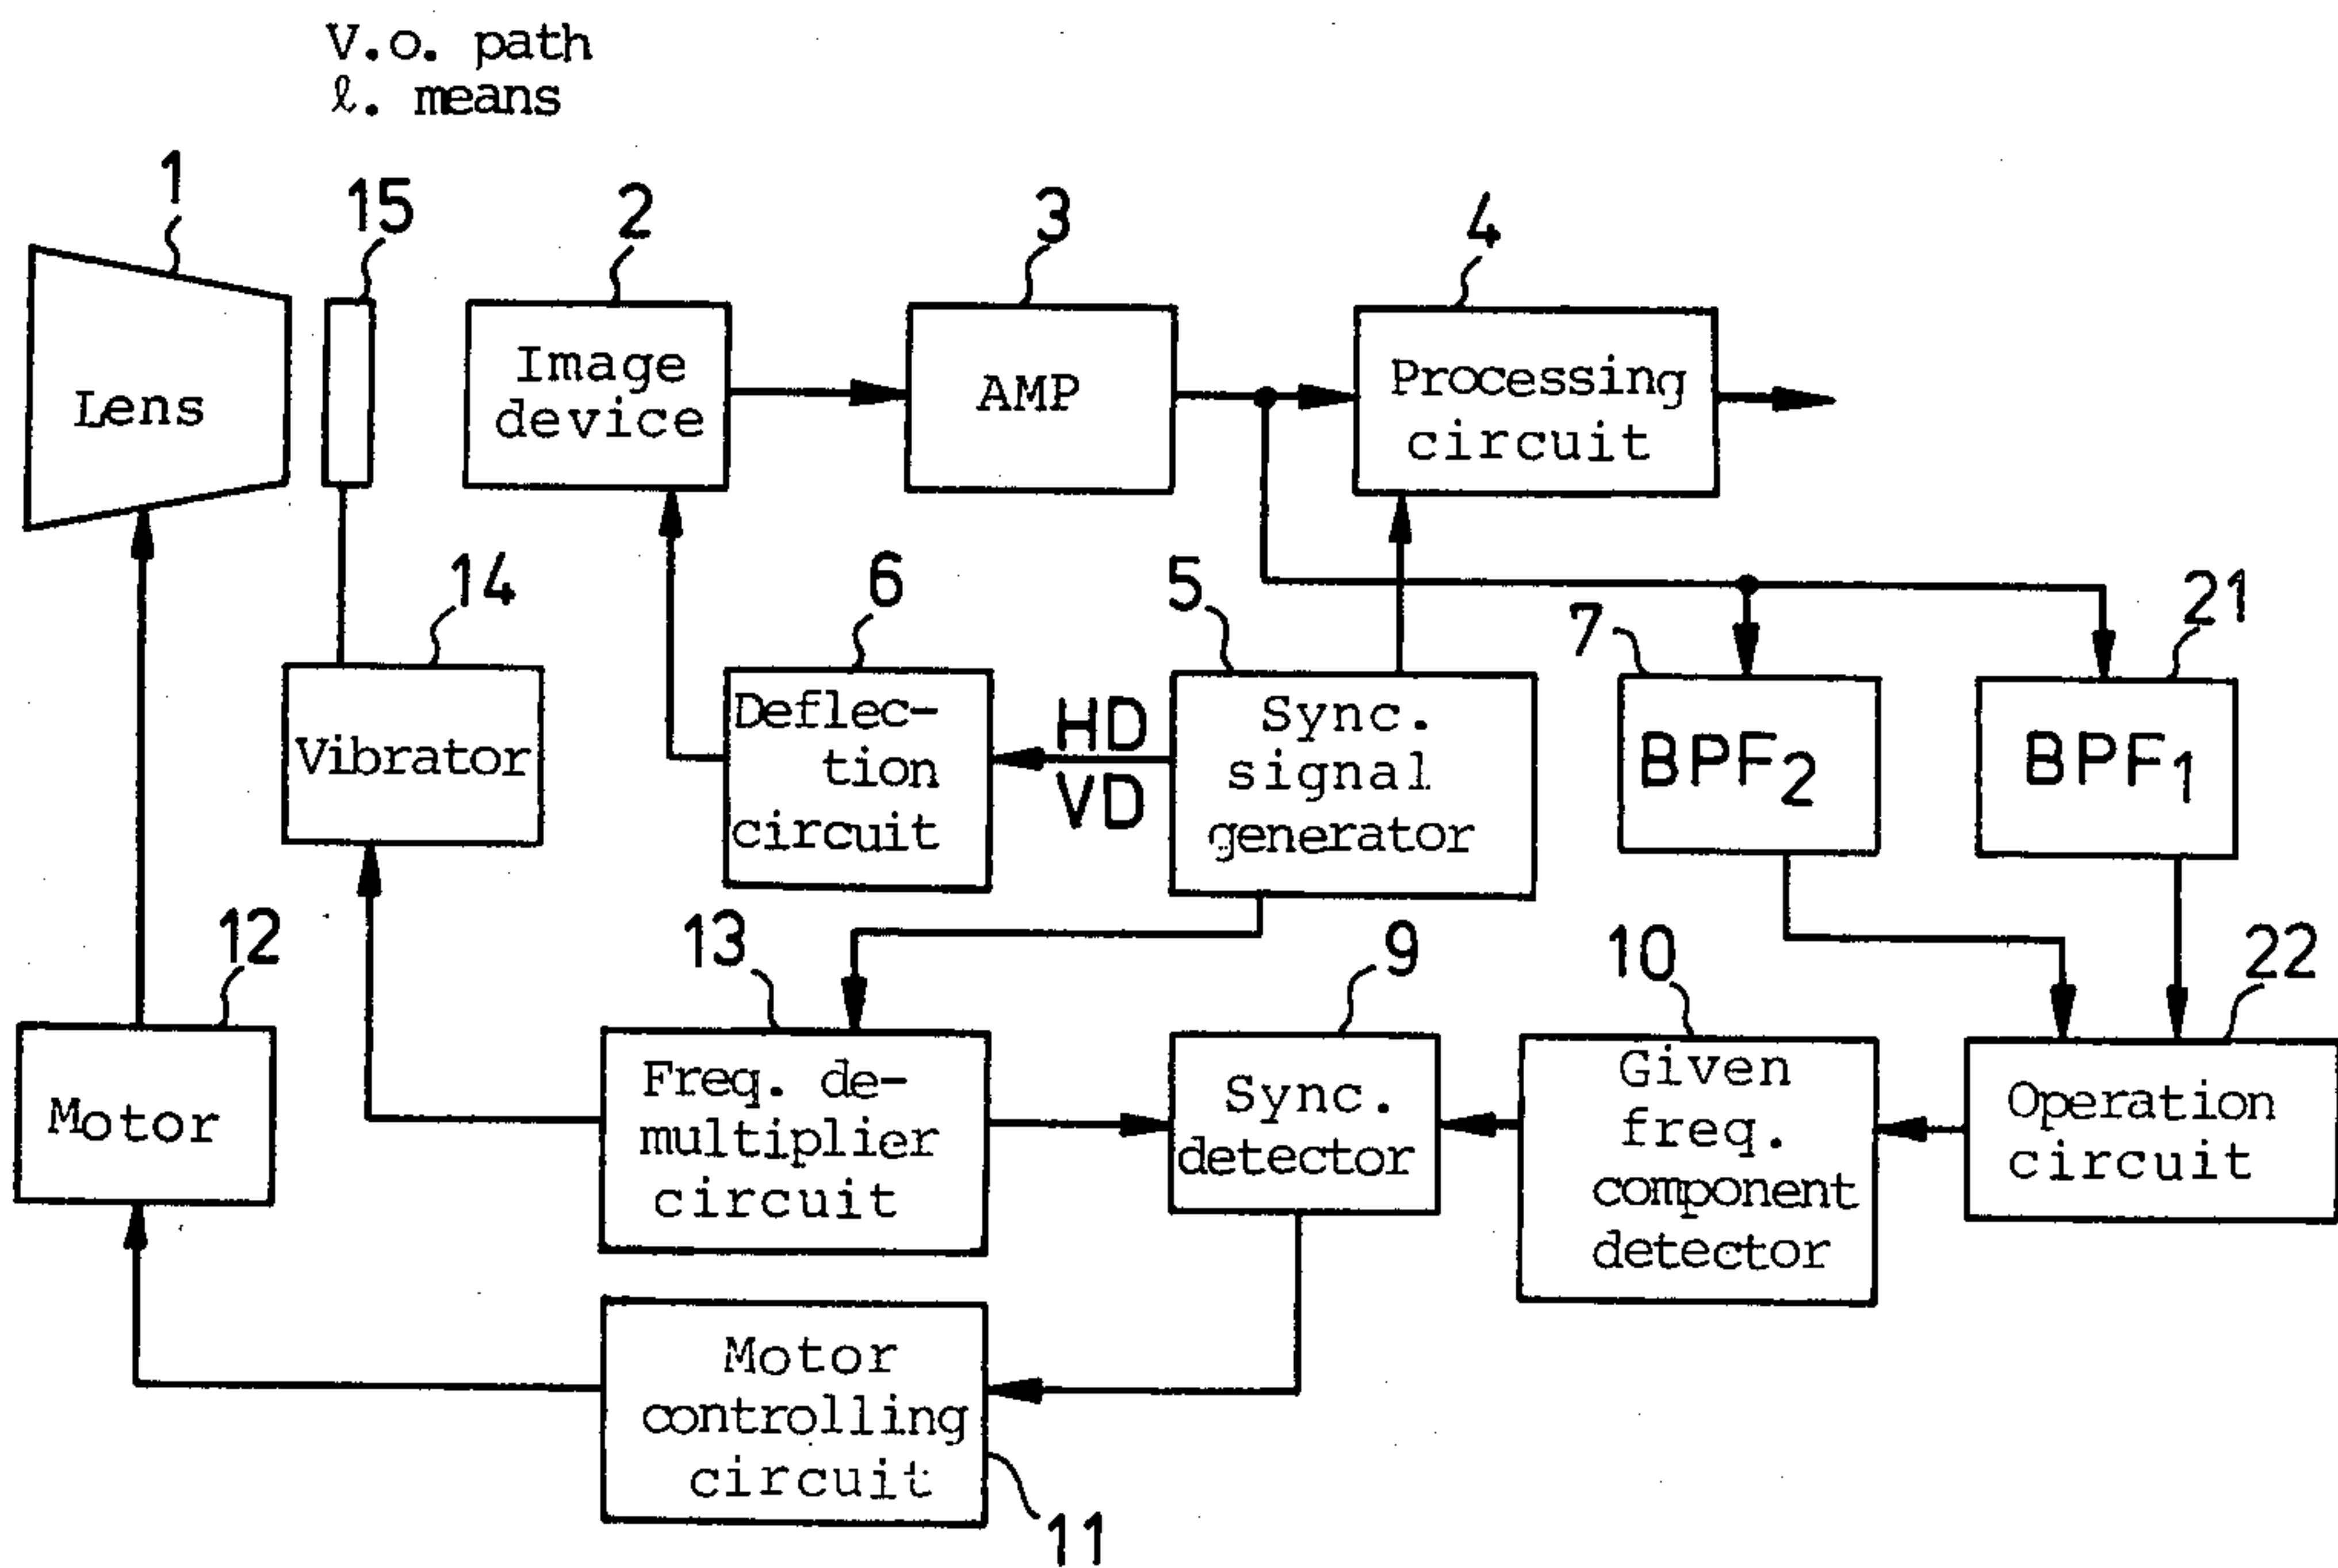 V.o. path
ℓ. means
1
15
2
3
4
Lens
Image
device
AMP
Processing
circuit
14
6
5
7
21
Vibrator
Deflec-
tion
circuit
HD
VD
Sync.
signal
generator
BPF2
BPF1
12
13
9
10
22
Motor
Freq. de-
multiplier
circuit
Sync.
detector
Given
freq.
component
detector
Operation
circuit
Motor
controlling
circuit
11